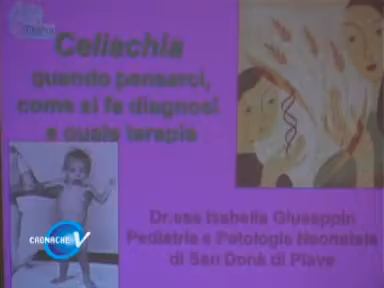 Celiachia
quando pensarci,
come si fa diagnosi
e quale terapia
Dr.ssa Isabella Giuseppin
Pediatria e Patologia Neonatale
di San Donà di Piave
CRONACHE TV